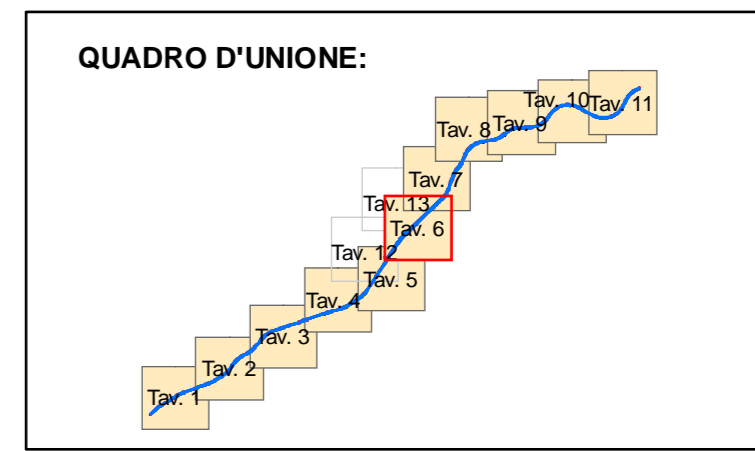 QUADRO D'UNIONE:
Tav. 10
Tav. 11
Tav. 8
Tav. 9
Tav. 7
Tav. 13
Tav. 6
Tav. 12
Tav. 5
Tav. 4
Tav. 3
Tav. 2
Tav. 1